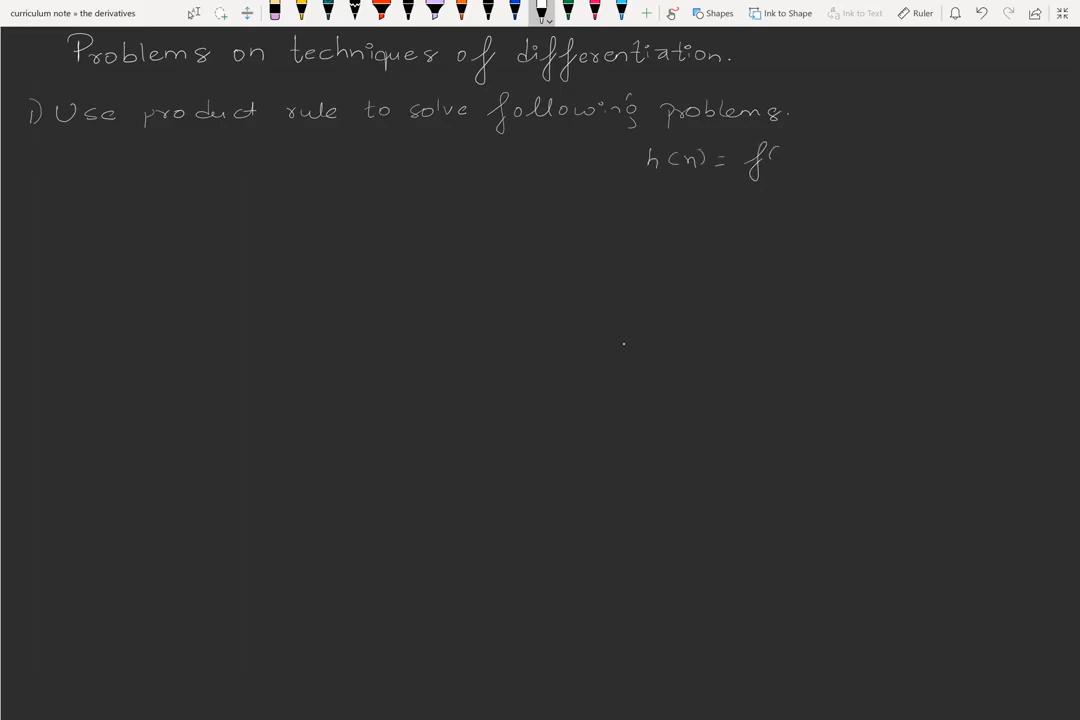 curriculum note » the derivatives
Shapes
Ink to Shape
Ink to Text
Ruler
Problems on techniques of differentiation.
1) Use product rule to solve following problems.
h(n) = f(